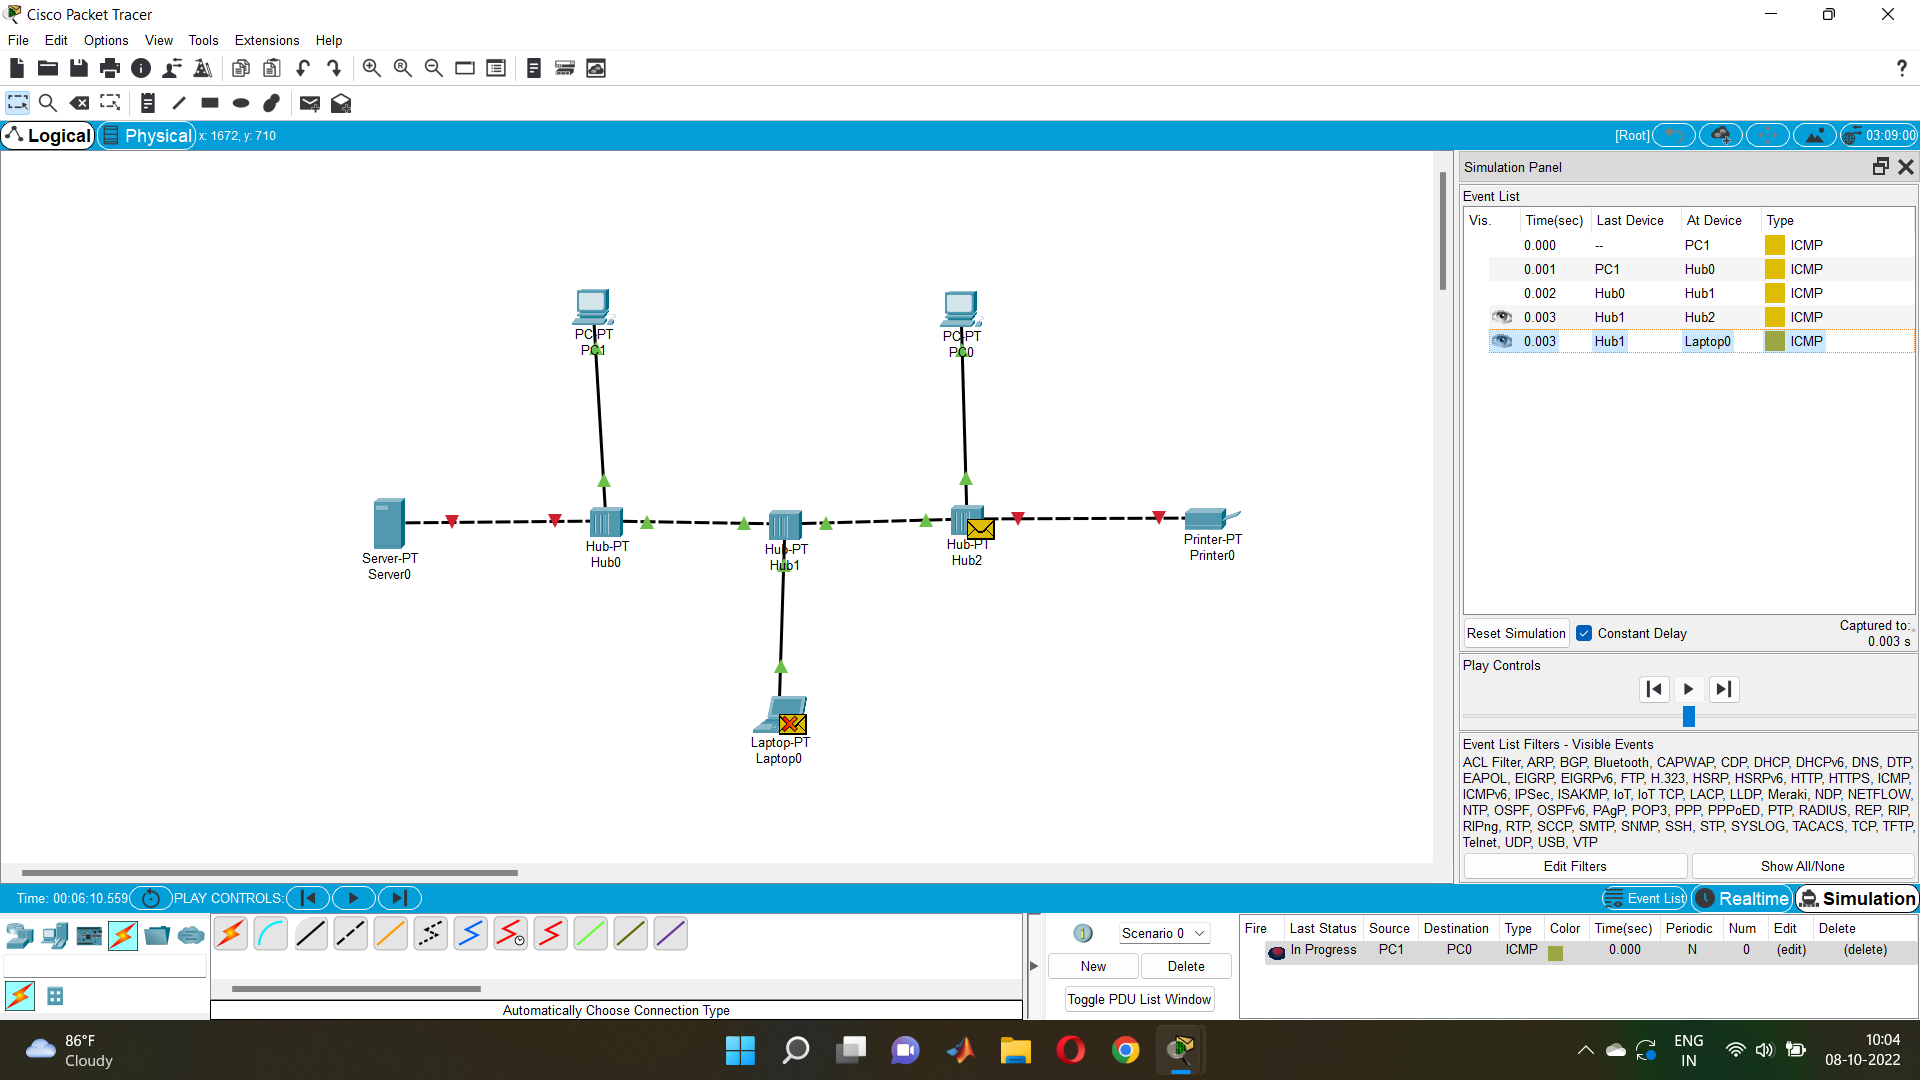 Cisco Packet Tracer
File Edit Options View Tools Extensions Help
?
Logical Physical x: 1672, y: 710 [Root] 03:09:00
Simulation Panel
Event List
Vis. Time(sec) Last Device At Device Type
0.000 -- PC1 ICMP
0.001 PC1 Hub0 ICMP
0.002 Hub0 Hub1 ICMP
0.003 Hub1 Hub2 ICMP
0.003 Hub1 Laptop0 ICMP
PC-PT
PC1
PC-PT
PC0
Server-PT
Server0
Hub-PT
Hub0
Hub-PT
Hub1
Hub-PT
Hub2
Printer-PT
Printer0
Laptop-PT
Laptop0
Reset Simulation Constant Delay Captured to:
0.003 s
Play Controls
Event List Filters - Visible Events
ACL Filter, ARP, BGP, Bluetooth, CAPWAP, CDP, DHCP, DHCPv6, DNS, DTP,
EAPOL, EIGRP, EIGRPv6, FTP, H.323, HSRP, HSRPv6, HTTP, HTTPS, ICMP,
ICMPv6, IPSec, ISAKMP, IoT, IoT TCP, LACP, LLDP, Meraki, NDP, NETFLOW,
NTP, OSPF, OSPFv6, PAgP, POP3, PPP, PPPoED, PTP, RADIUS, REP, RIP,
RIPng, RTP, SCCP, SMTP, SNMP, SSH, STP, SYSLOG, TACACS, TCP, TFTP,
Telnet, UDP, USB, VTP
Edit Filters Show All/None
Time: 00:06:10.559 PLAY CONTROLS: Event List Realtime Simulation
Automatically Choose Connection Type
1 Scenario 0
New Delete
Toggle PDU List Window
Fire Last Status Source Destination Type Color Time(sec) Periodic Num Edit Delete
In Progress PC1 PC0 ICMP 0.000 N 0 (edit) (delete)
86°F
Cloudy
ENG
IN
10:04
08-10-2022